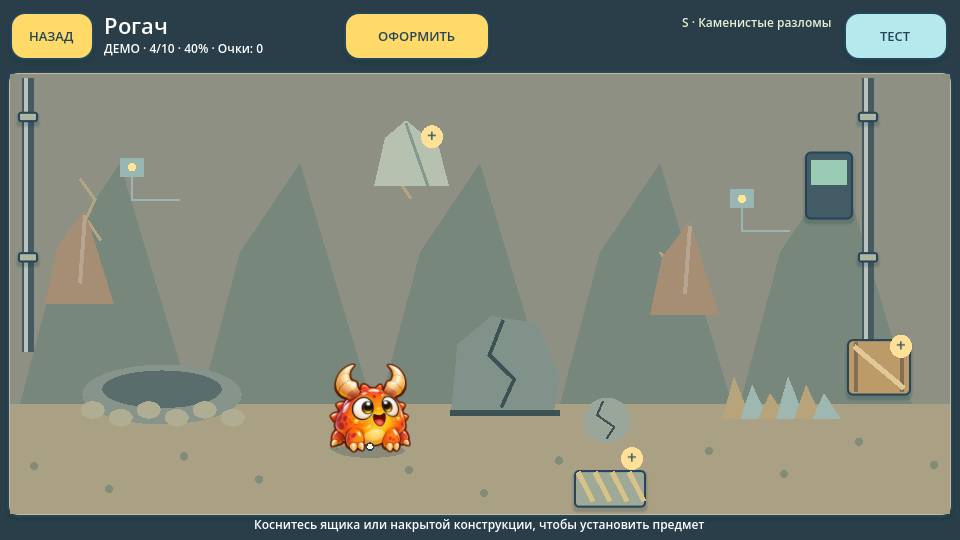 НАЗАД
Рогач
ДЕМО · 4/10 · 40% · Очки: 0
ОФОРМИТЬ
S · Каменистые разломы
ТЕСТ
+
+
+
Коснитесь ящика или накрытой конструкции, чтобы установить предмет